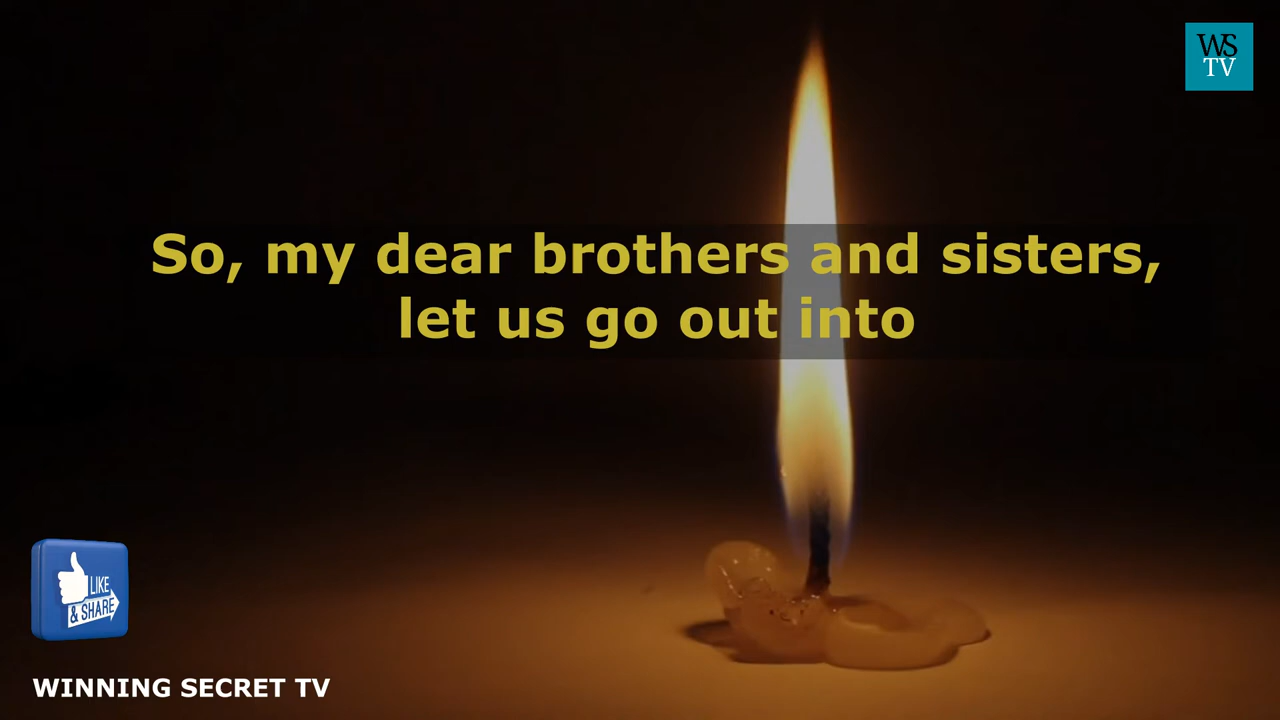 WS
TV
So, my dear brothers and sisters,
let us go out into
LIKE
& SHARE
WINNING SECRET TV